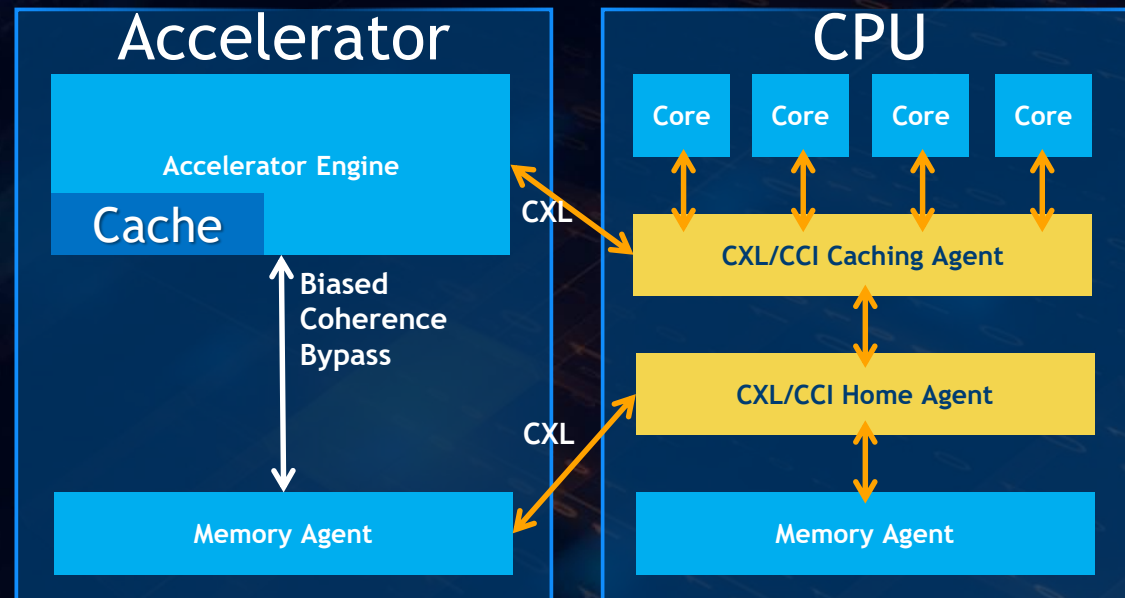 Accelerator
Accelerator Engine
Cache
Biased
Coherence
Bypass
Memory Agent
CXL
CXL
CPU
Core Core Core Core
CXL/CCI Caching Agent
CXL/CCI Home Agent
Memory Agent